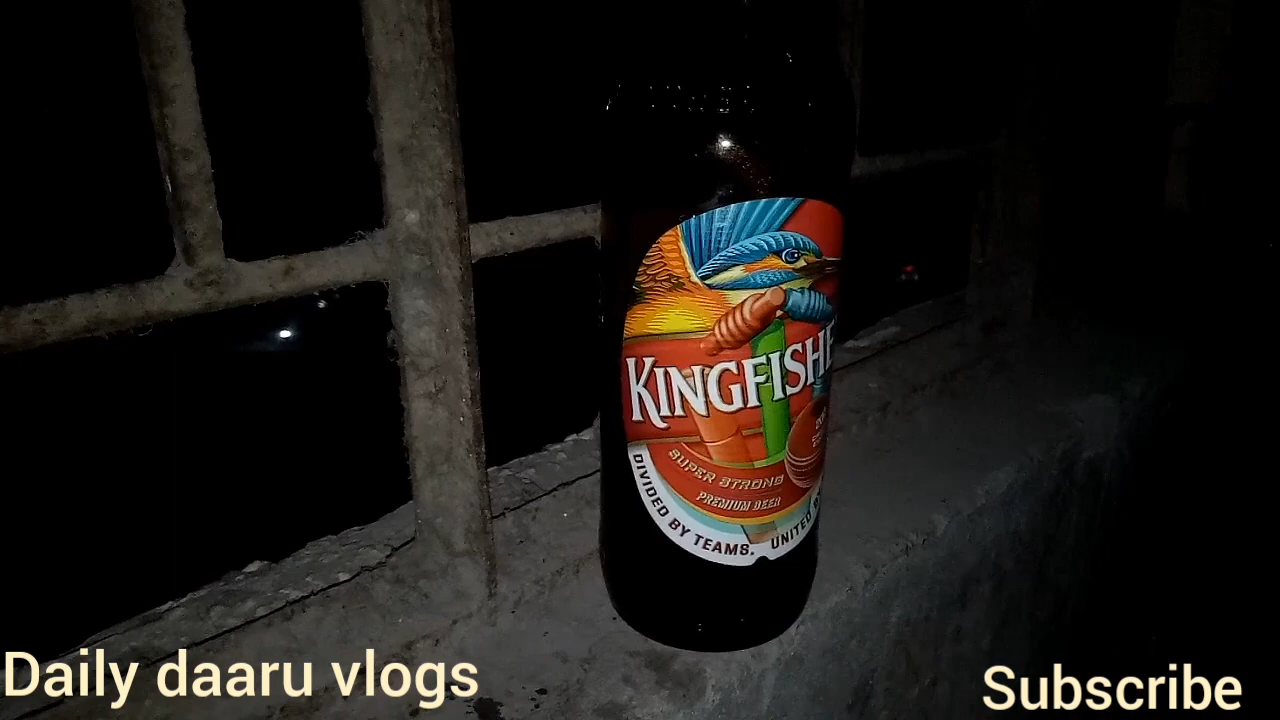 KINGFISHE
SUPER STRONG
PREMIUM BEER
DIVIDED BY TEAMS. UNITED
Daily daaru vlogs
Subscribe